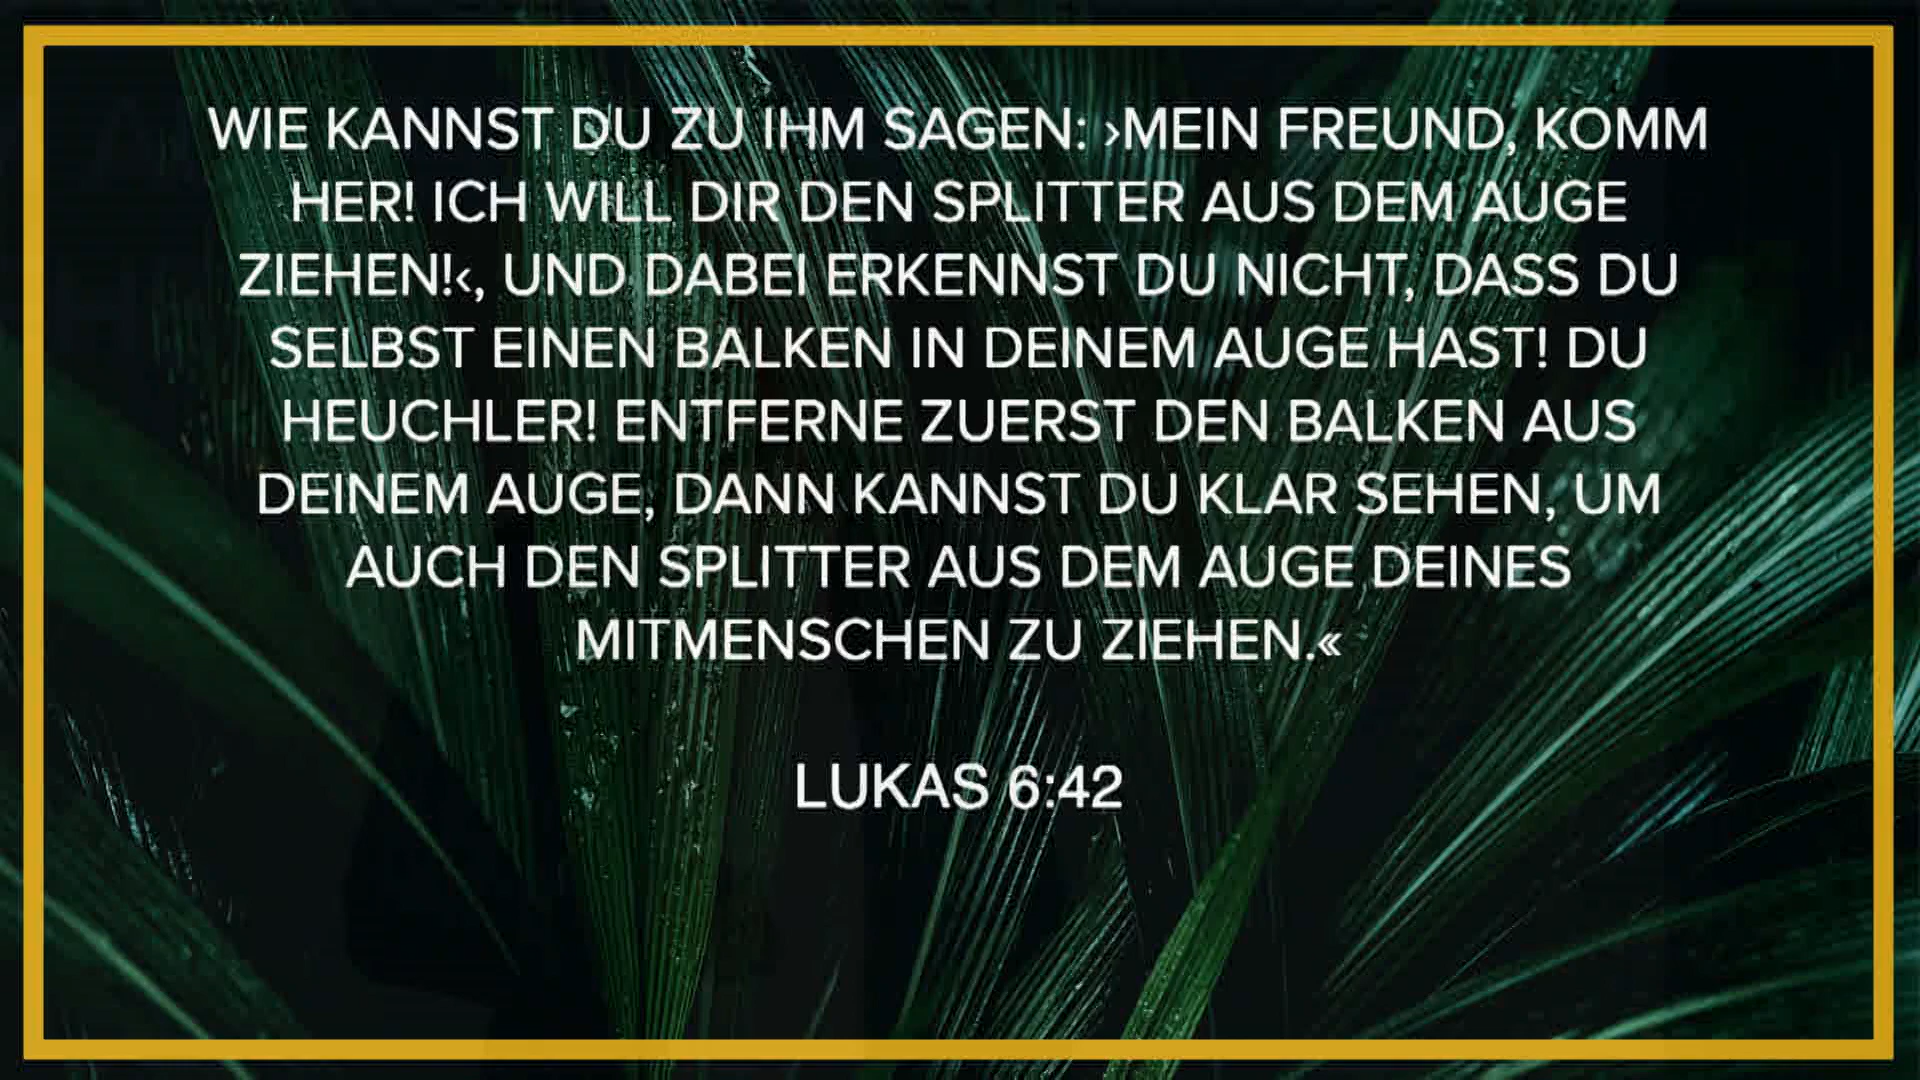 WIE KANNST DU ZU IHM SAGEN: ›MEIN FREUND, KOMM
HER! ICH WILL DIR DEN SPLITTER AUS DEM AUGE
ZIEHEN!‹, UND DABEI ERKENNST DU NICHT, DASS DU
SELBST EINEN BALKEN IN DEINEM AUGE HAST! DU
HEUCHLER! ENTFERNE ZUERST DEN BALKEN AUS
DEINEM AUGE, DANN KANNST DU KLAR SEHEN, UM
AUCH DEN SPLITTER AUS DEM AUGE DEINES
MITMENSCHEN ZU ZIEHEN.«
LUKAS 6:42